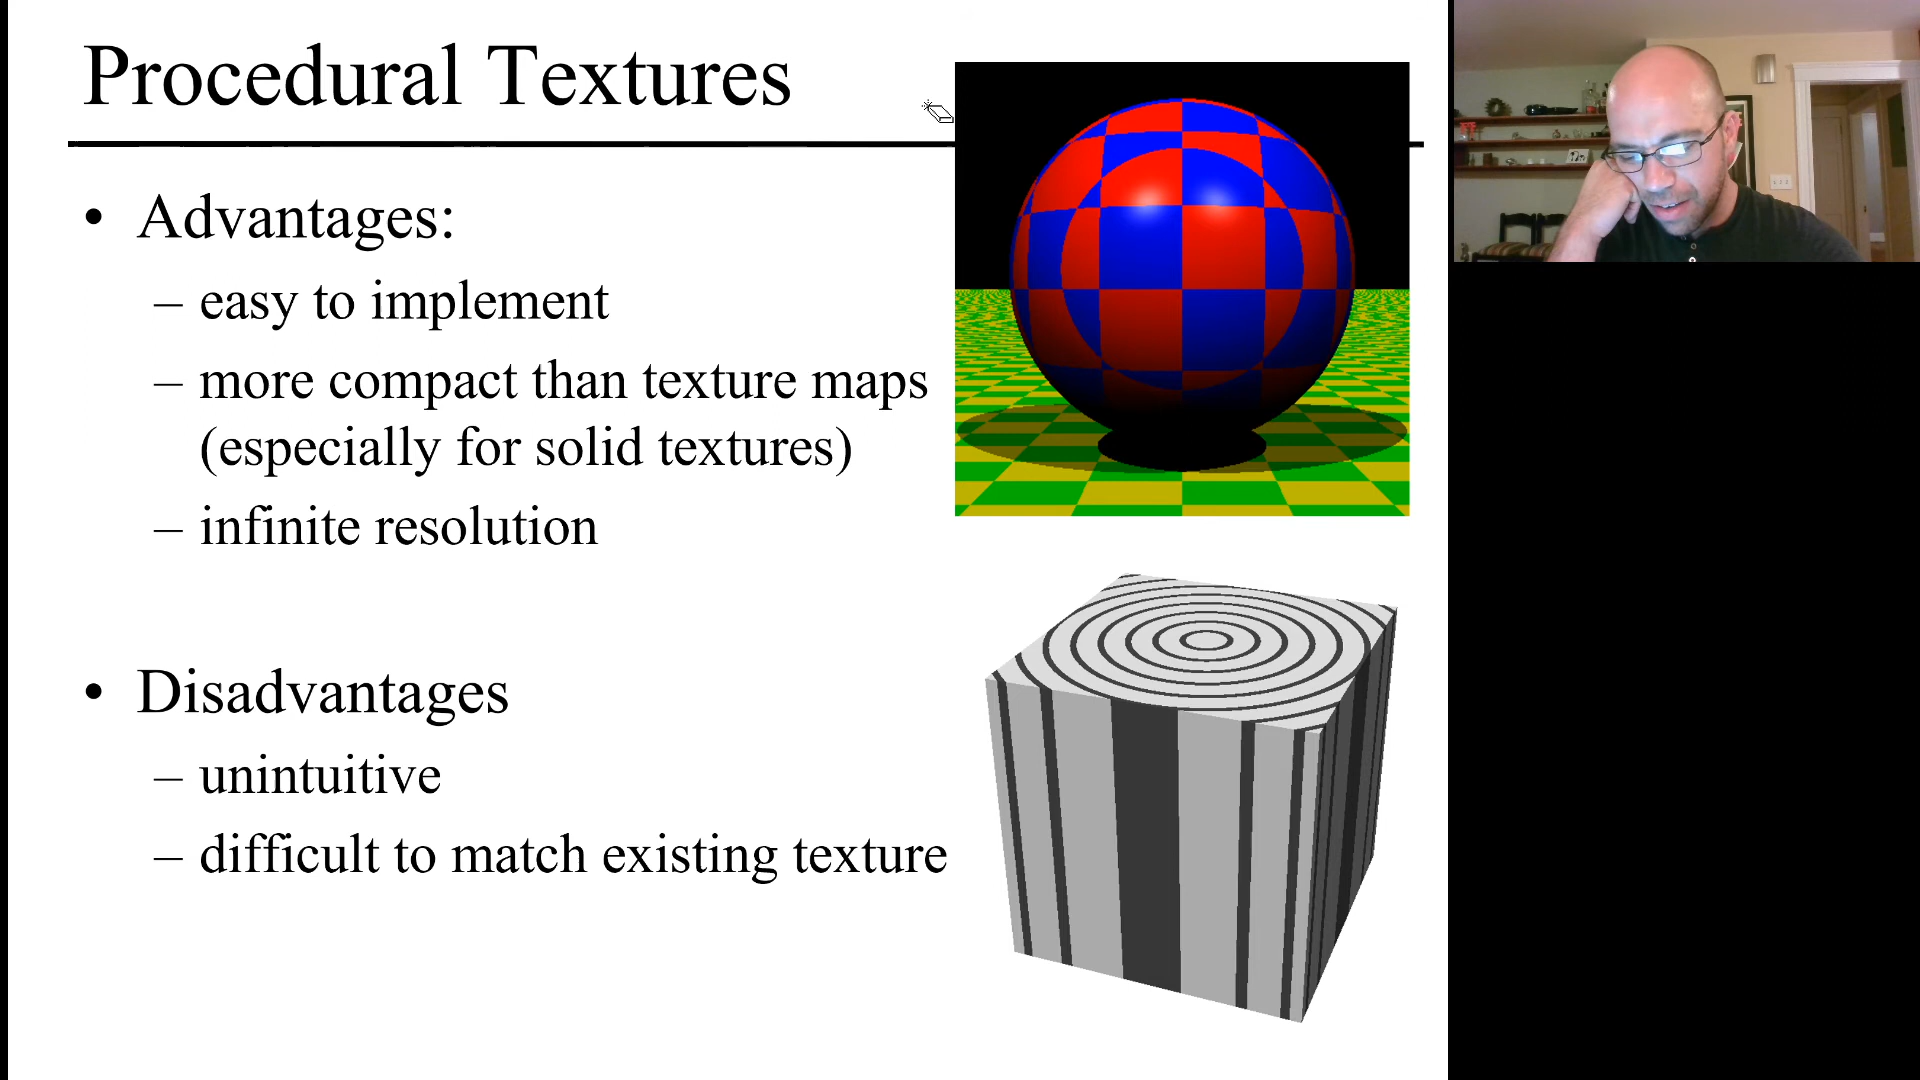 Procedural Textures
• Advantages:
– easy to implement
– more compact than texture maps
(especially for solid textures)
– infinite resolution
• Disadvantages
– unintuitive
– difficult to match existing texture